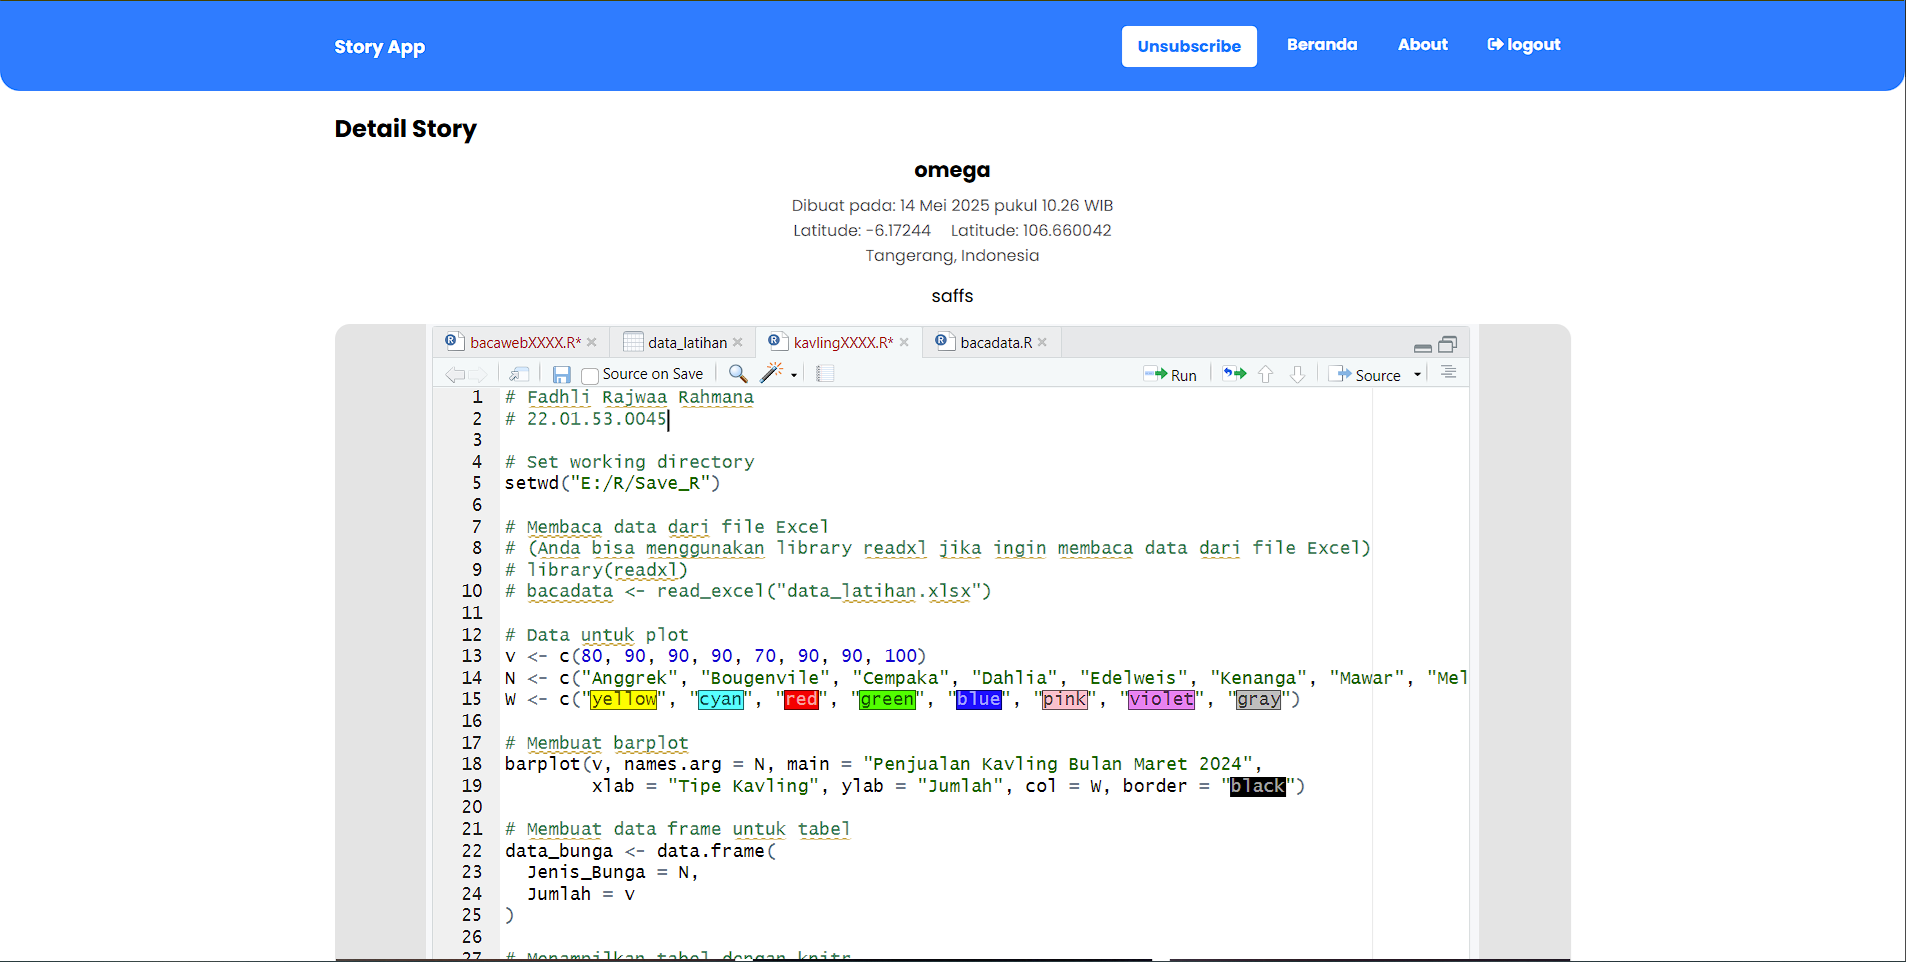 Story App
Unsubscribe Beranda About logout
Detail Story
omega
Dibuat pada: 14 Mei 2025 pukul 10.26 WIB
Latitude: -6.17244 Latitude: 106.660042
Tangerang, Indonesia
saffs
bacawebXXXX.R* data_latihan kavlingXXXX.R* bacadata.R
Source on Save Run Source
1 # Fadhli Rajwaa Rahmana
2 # 22.01.53.0045
3
4 # Set working directory
5 setwd("E:/R/Save_R")
6
7 # Membaca data dari file Excel
8 # (Anda bisa menggunakan library readxl jika ingin membaca data dari file Excel)
9 # library(readxl)
10 # bacadata <- read_excel("data_latihan.xlsx")
11
12 # Data untuk plot
13 v <- c(80, 90, 90, 90, 70, 90, 90, 100)
14 N <- c("Anggrek", "Bougenvile", "Cempaka", "Dahlia", "Edelweis", "Kenanga", "Mawar", "Mel
15 W <- c("yellow", "cyan", "red", "green", "blue", "pink", "violet", "gray")
16
17 # Membuat barplot
18 barplot(v, names.arg = N, main = "Penjualan Kavling Bulan Maret 2024",
19 xlab = "Tipe Kavling", ylab = "Jumlah", col = W, border = "black")
20
21 # Membuat data frame untuk tabel
22 data_bunga <- data.frame(
23 Jenis_Bunga = N,
24 Jumlah = v
25 )
26
27 # Menampilkan tabel dengan knitr